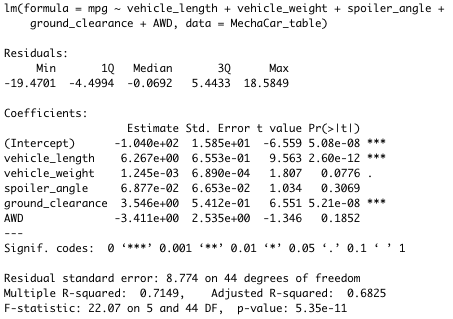 lm(formula = mpg ~ vehicle_length + vehicle_weight + spoiler_angle +
    ground_clearance + AWD, data = MechaCar_table)

Residuals:
     Min       1Q   Median       3Q      Max
-19.4701  -4.4994  -0.0692   5.4433  18.5849

Coefficients:
                   Estimate Std. Error t value Pr(>|t|)
(Intercept)      -1.040e+02  1.585e+01  -6.559 5.08e-08 ***
vehicle_length    6.267e+00  6.553e-01   9.563 2.60e-12 ***
vehicle_weight    1.245e-03  6.890e-04   1.807   0.0776 .
spoiler_angle     6.877e-02  6.653e-02   1.034   0.3069
ground_clearance  3.546e+00  5.412e-01   6.551 5.21e-08 ***
AWD              -3.411e+00  2.535e+00  -1.346   0.1852
---
Signif. codes:  0 ‘***’ 0.001 ‘**’ 0.01 ‘*’ 0.05 ‘.’ 0.1 ‘ ’ 1

Residual standard error: 8.774 on 44 degrees of freedom
Multiple R-squared:  0.7149,	Adjusted R-squared:  0.6825
F-statistic: 22.07 on 5 and 44 DF,  p-value: 5.35e-11